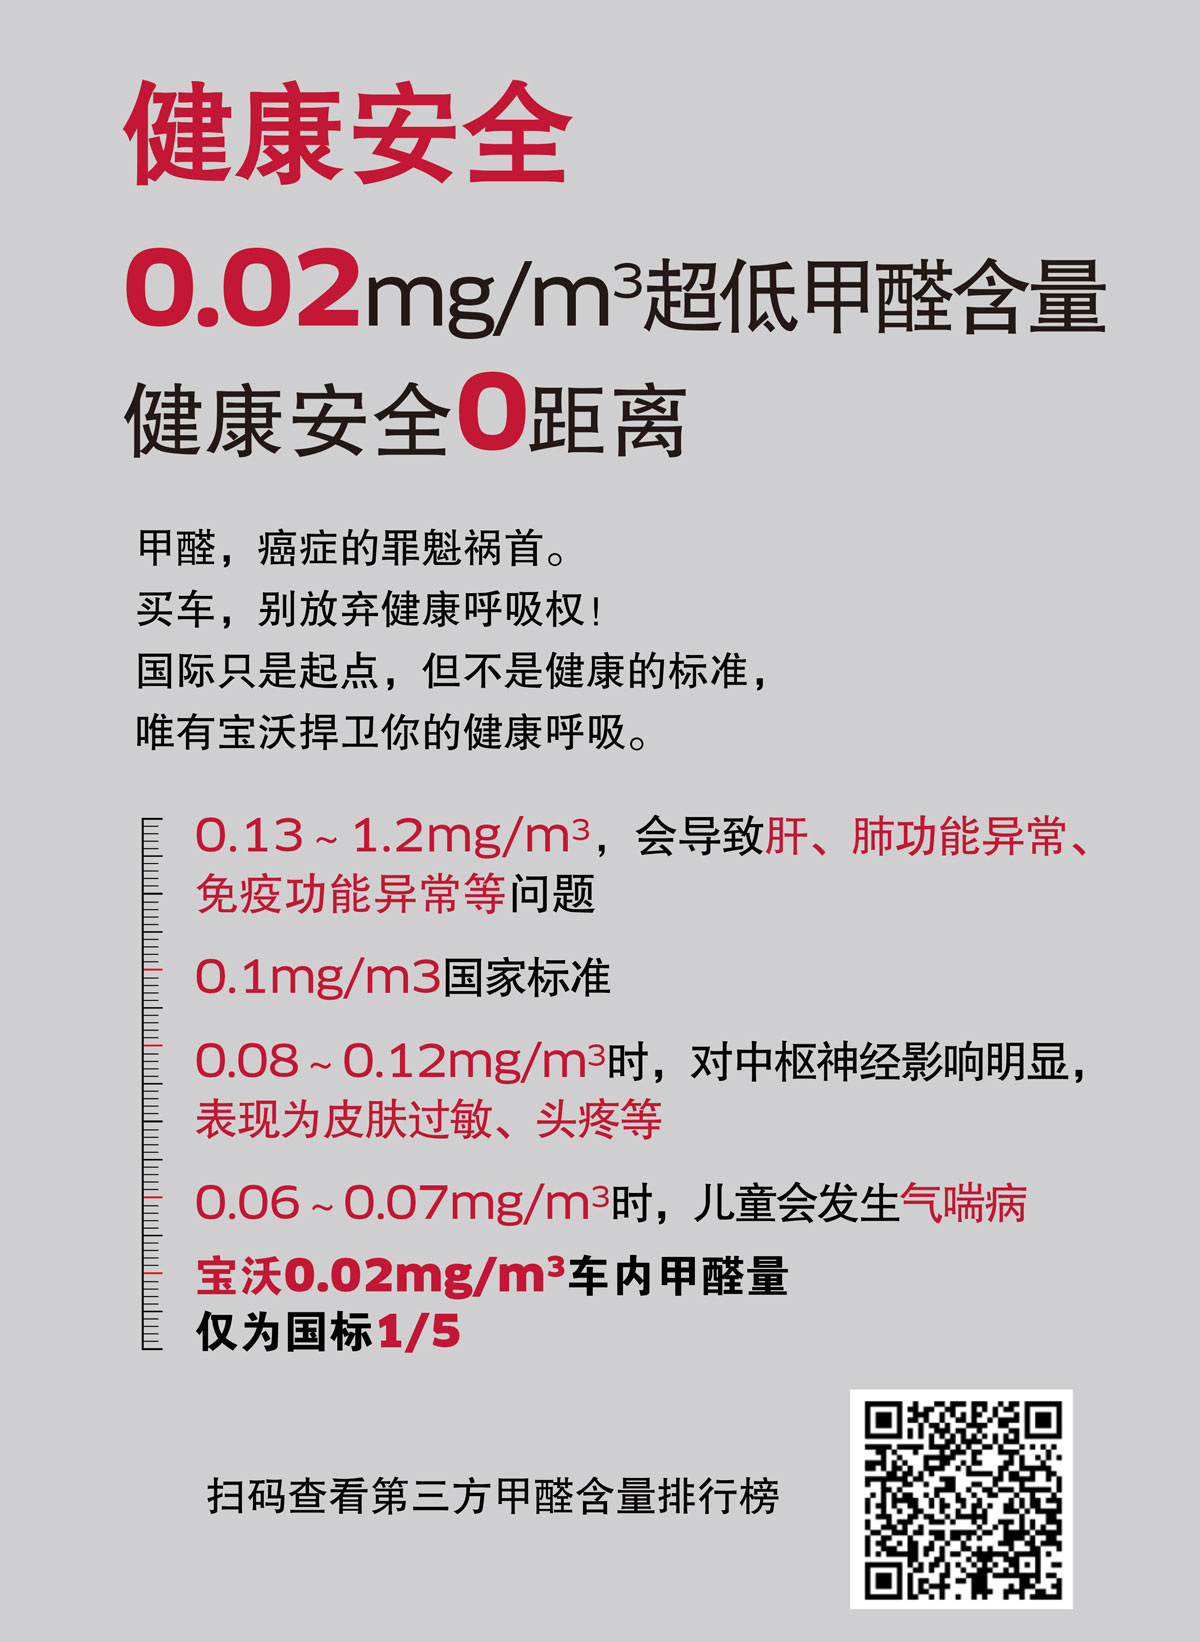 健康安全
0.02mg/m³超低甲醛含量
健康安全0距离
甲醛，癌症的罪魁祸首。
买车，别放弃健康呼吸权！
国际只是起点，但不是健康的标准，
唯有宝沃捍卫你的健康呼吸。
0.13~1.2mg/m³，会导致肝、肺功能异常、
免疫功能异常等问题
0.1mg/m3国家标准
0.08~0.12mg/m³时，对中枢神经影响明显，
表现为皮肤过敏、头疼等
0.06~0.07mg/m³时，儿童会发生气喘病
宝沃0.02mg/m³车内甲醛量
仅为国标1/5
扫码查看第三方甲醛含量排行榜